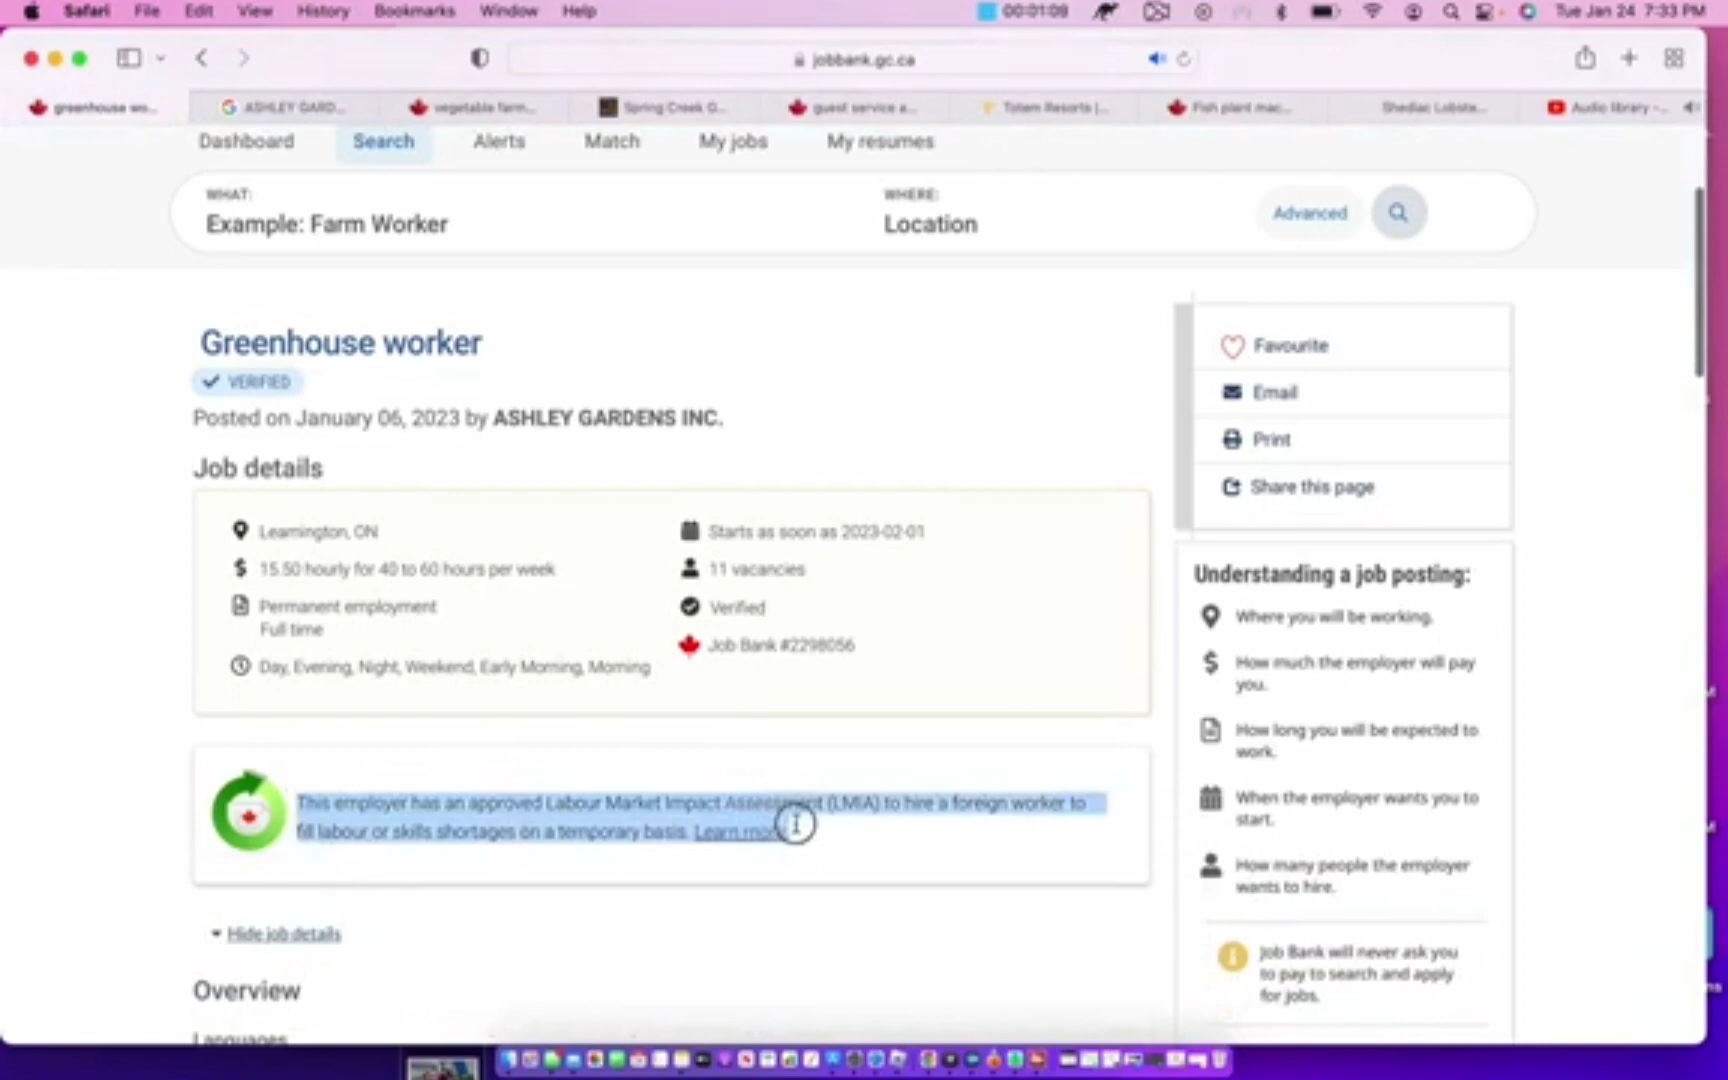 Safari File Edit View History Bookmarks Window Help 00:01:09 Tue Jan 24 7:33 PM
jobbank.gc.ca
greenhouse wo... ASHLEY GARD... vegetable farm... Spring Creek G... guest service a... Totem Resorts |... Fish plant mac... Shediac Lobste... Audio library -...
Dashboard Search Alerts Match My jobs My resumes
WHAT:
Example: Farm Worker
WHERE:
Location
Advanced
Greenhouse worker
VERIFIED
Posted on January 06, 2023 by ASHLEY GARDENS INC.
Job details
Leamington, ON
15.50 hourly for 40 to 60 hours per week
Permanent employment
Full time
Day, Evening, Night, Weekend, Early Morning, Morning
Starts as soon as 2023-02-01
11 vacancies
Verified
Job Bank #2298056
This employer has an approved Labour Market Impact Assessment (LMIA) to hire a foreign worker to
fill labour or skills shortages on a temporary basis. Learn more
Hide job details
Overview
Languages
Favourite
Email
Print
Share this page
Understanding a job posting:
Where you will be working.
How much the employer will pay
you.
How long you will be expected to
work.
When the employer wants you to
start.
How many people the employer
wants to hire.
Job Bank will never ask you
to pay to search and apply
for jobs.